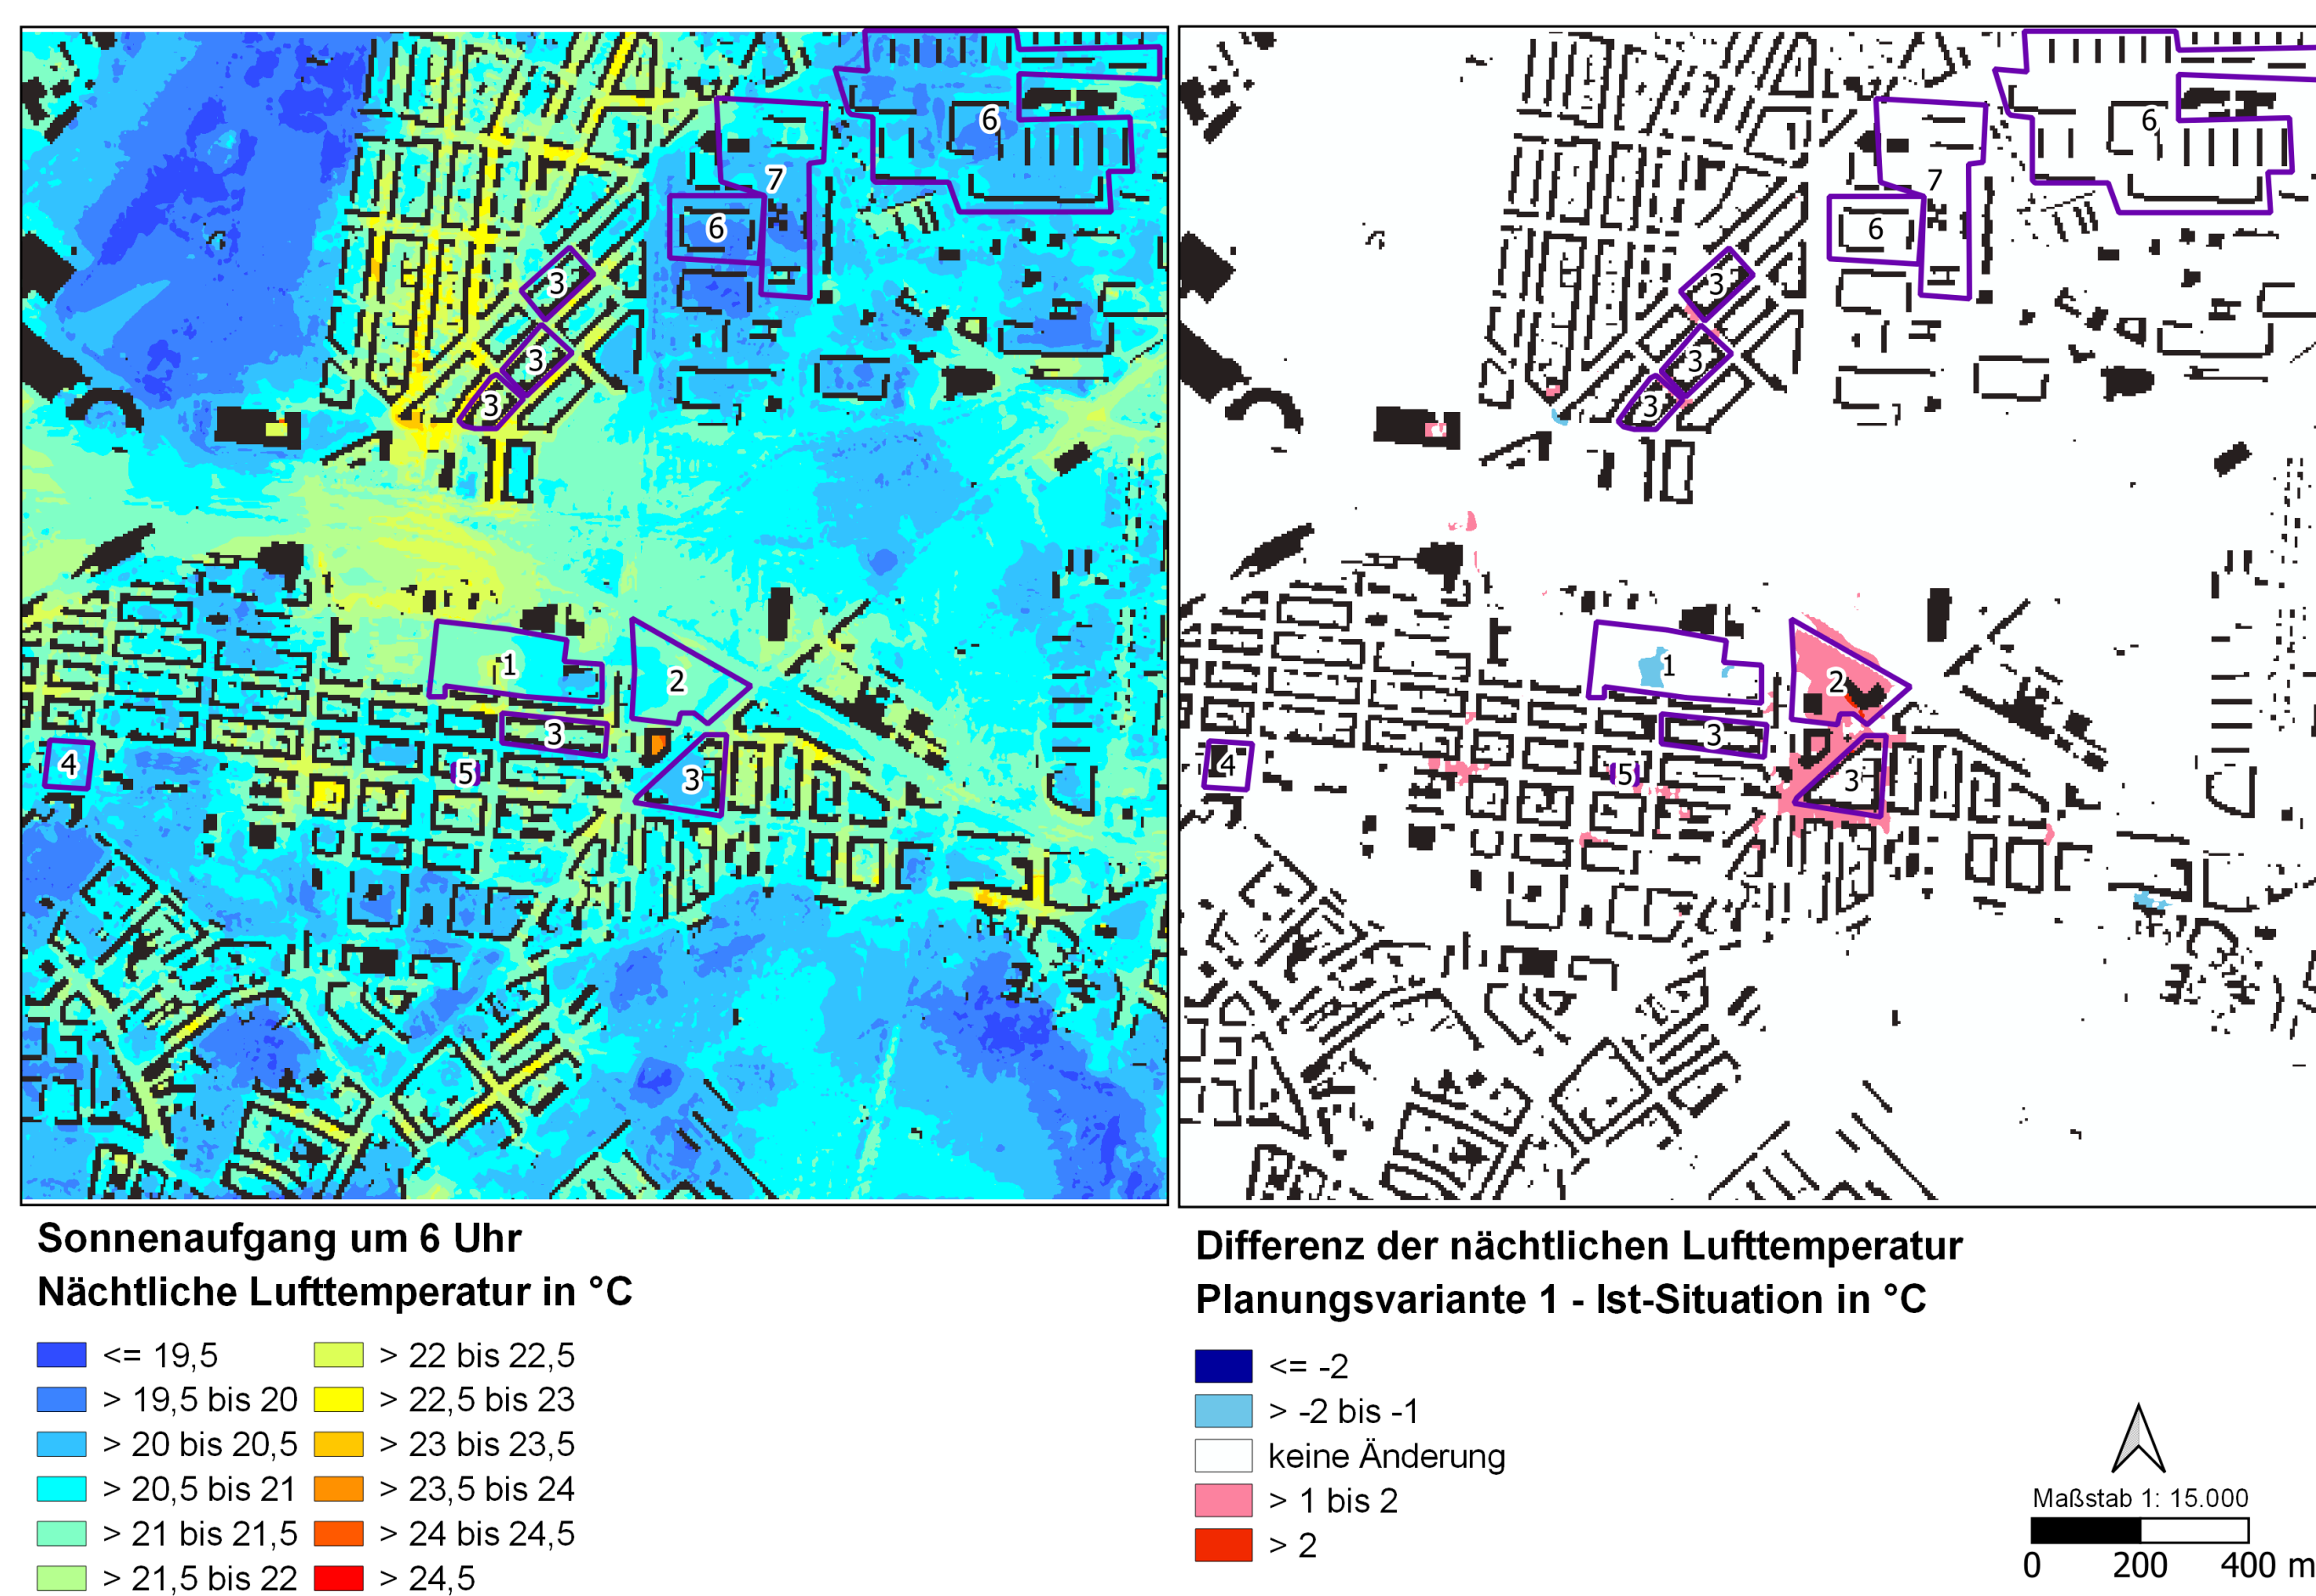 6
7
6
3
3
3
1
2
3
3
4
5
6
7
6
3
3
3
1
2
3
3
4
5
Sonnenaufgang um 6 Uhr
Nächtliche Lufttemperatur in °C
<= 19,5
> 19,5 bis 20
> 20 bis 20,5
> 20,5 bis 21
> 21 bis 21,5
> 21,5 bis 22
> 22 bis 22,5
> 22,5 bis 23
> 23 bis 23,5
> 23,5 bis 24
> 24 bis 24,5
> 24,5
Differenz der nächtlichen Lufttemperatur
Planungsvariante 1 - Ist-Situation in °C
<= -2
> -2 bis -1
keine Änderung
> 1 bis 2
> 2
Maßstab 1: 15.000
0 200 400 m